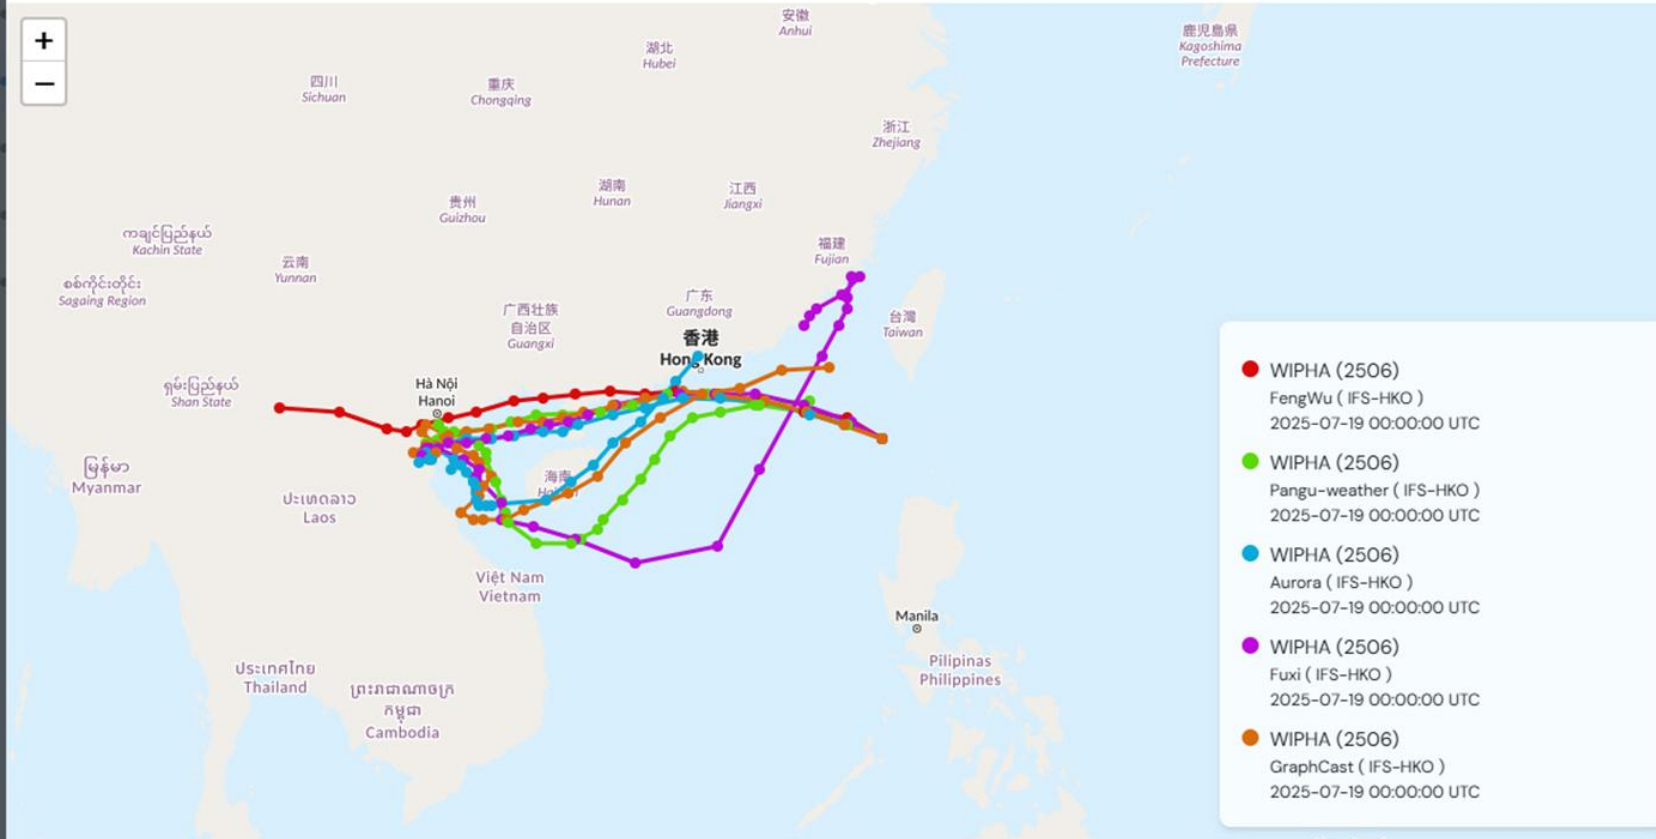 +
−
安徽
Anhui
鹿児島県
Kagoshima
Prefecture
湖北
Hubei
四川
Sichuan
重庆
Chongqing
浙江
Zhejiang
湖南
Hunan
江西
Jiangxi
贵州
Guizhou
ကချင်ပြည်နယ်
Kachin State
福建
Fujian
云南
Yunnan
စစ်ကိုင်းတိုင်း
Sagaing Region
广东
Guangdong
广西壮族
自治区
Guangxi
台灣
Taiwan
香港
Hong Kong
ရှမ်းပြည်နယ်
Shan State
Hà Nội
Hanoi
မြန်မာ
Myanmar
海南
ປະເທດລາວ
Laos
Việt Nam
Vietnam
Manila
Pilipinas
Philippines
ประเทศไทย
Thailand
ព្រះរាជាណាចក្រ
កម្ពុជា
Cambodia
WIPHA (2506)
FengWu ( IFS-HKO )
2025-07-19 00:00:00 UTC
WIPHA (2506)
Pangu-weather ( IFS-HKO )
2025-07-19 00:00:00 UTC
WIPHA (2506)
Aurora ( IFS-HKO )
2025-07-19 00:00:00 UTC
WIPHA (2506)
Fuxi ( IFS-HKO )
2025-07-19 00:00:00 UTC
WIPHA (2506)
GraphCast ( IFS-HKO )
2025-07-19 00:00:00 UTC